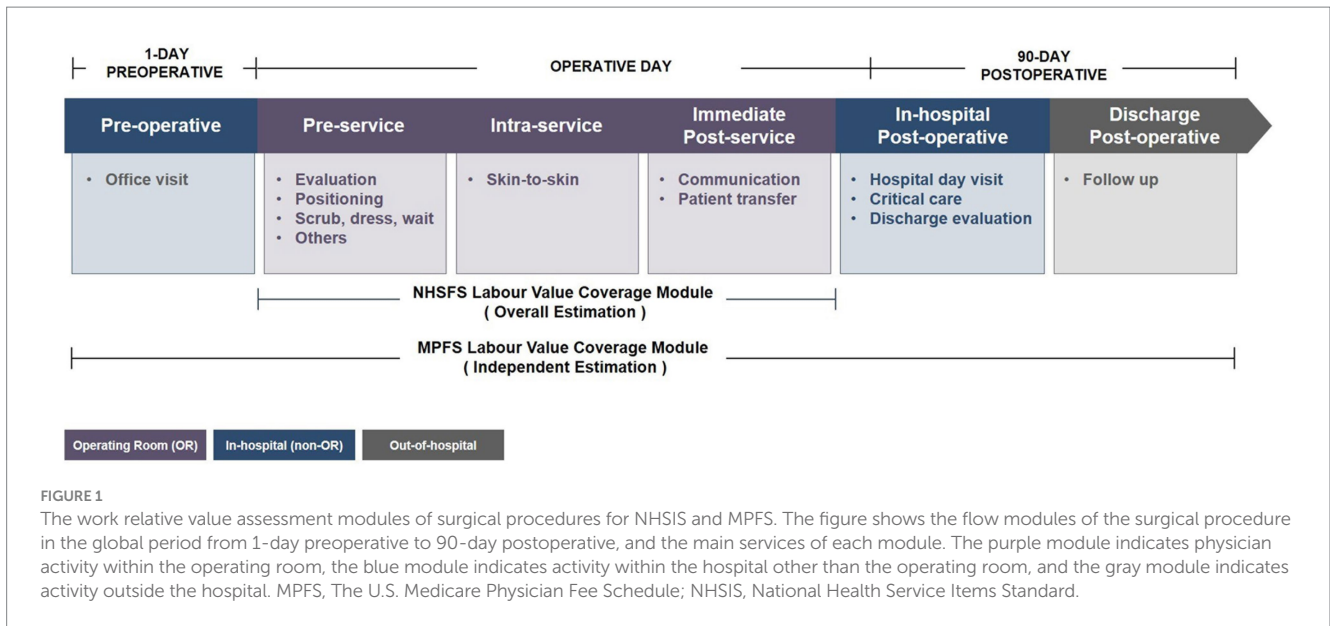 1-DAY
PREOPERATIVE
OPERATIVE DAY
90-DAY
POSTOPERATIVE
Pre-operative
Pre-service
Intra-service
Immediate
Post-service
In-hospital
Post-operative
Discharge
Post-operative
• Office visit
• Evaluation
• Positioning
• Scrub, dress, wait
• Others
• Skin-to-skin
• Communication
• Patient transfer
• Hospital day visit
• Critical care
• Discharge evaluation
• Follow up
NHSFS Labour Value Coverage Module
( Overall Estimation )
MPFS Labour Value Coverage Module
( Independent Estimation )
Operating Room (OR)
In-hospital (non-OR)
Out-of-hospital
FIGURE 1
The work relative value assessment modules of surgical procedures for NHSIS and MPFS. The figure shows the flow modules of the surgical procedure
in the global period from 1-day preoperative to 90-day postoperative, and the main services of each module. The purple module indicates physician
activity within the operating room, the blue module indicates activity within the hospital other than the operating room, and the gray module indicates
activity outside the hospital. MPFS, The U.S. Medicare Physician Fee Schedule; NHSIS, National Health Service Items Standard.